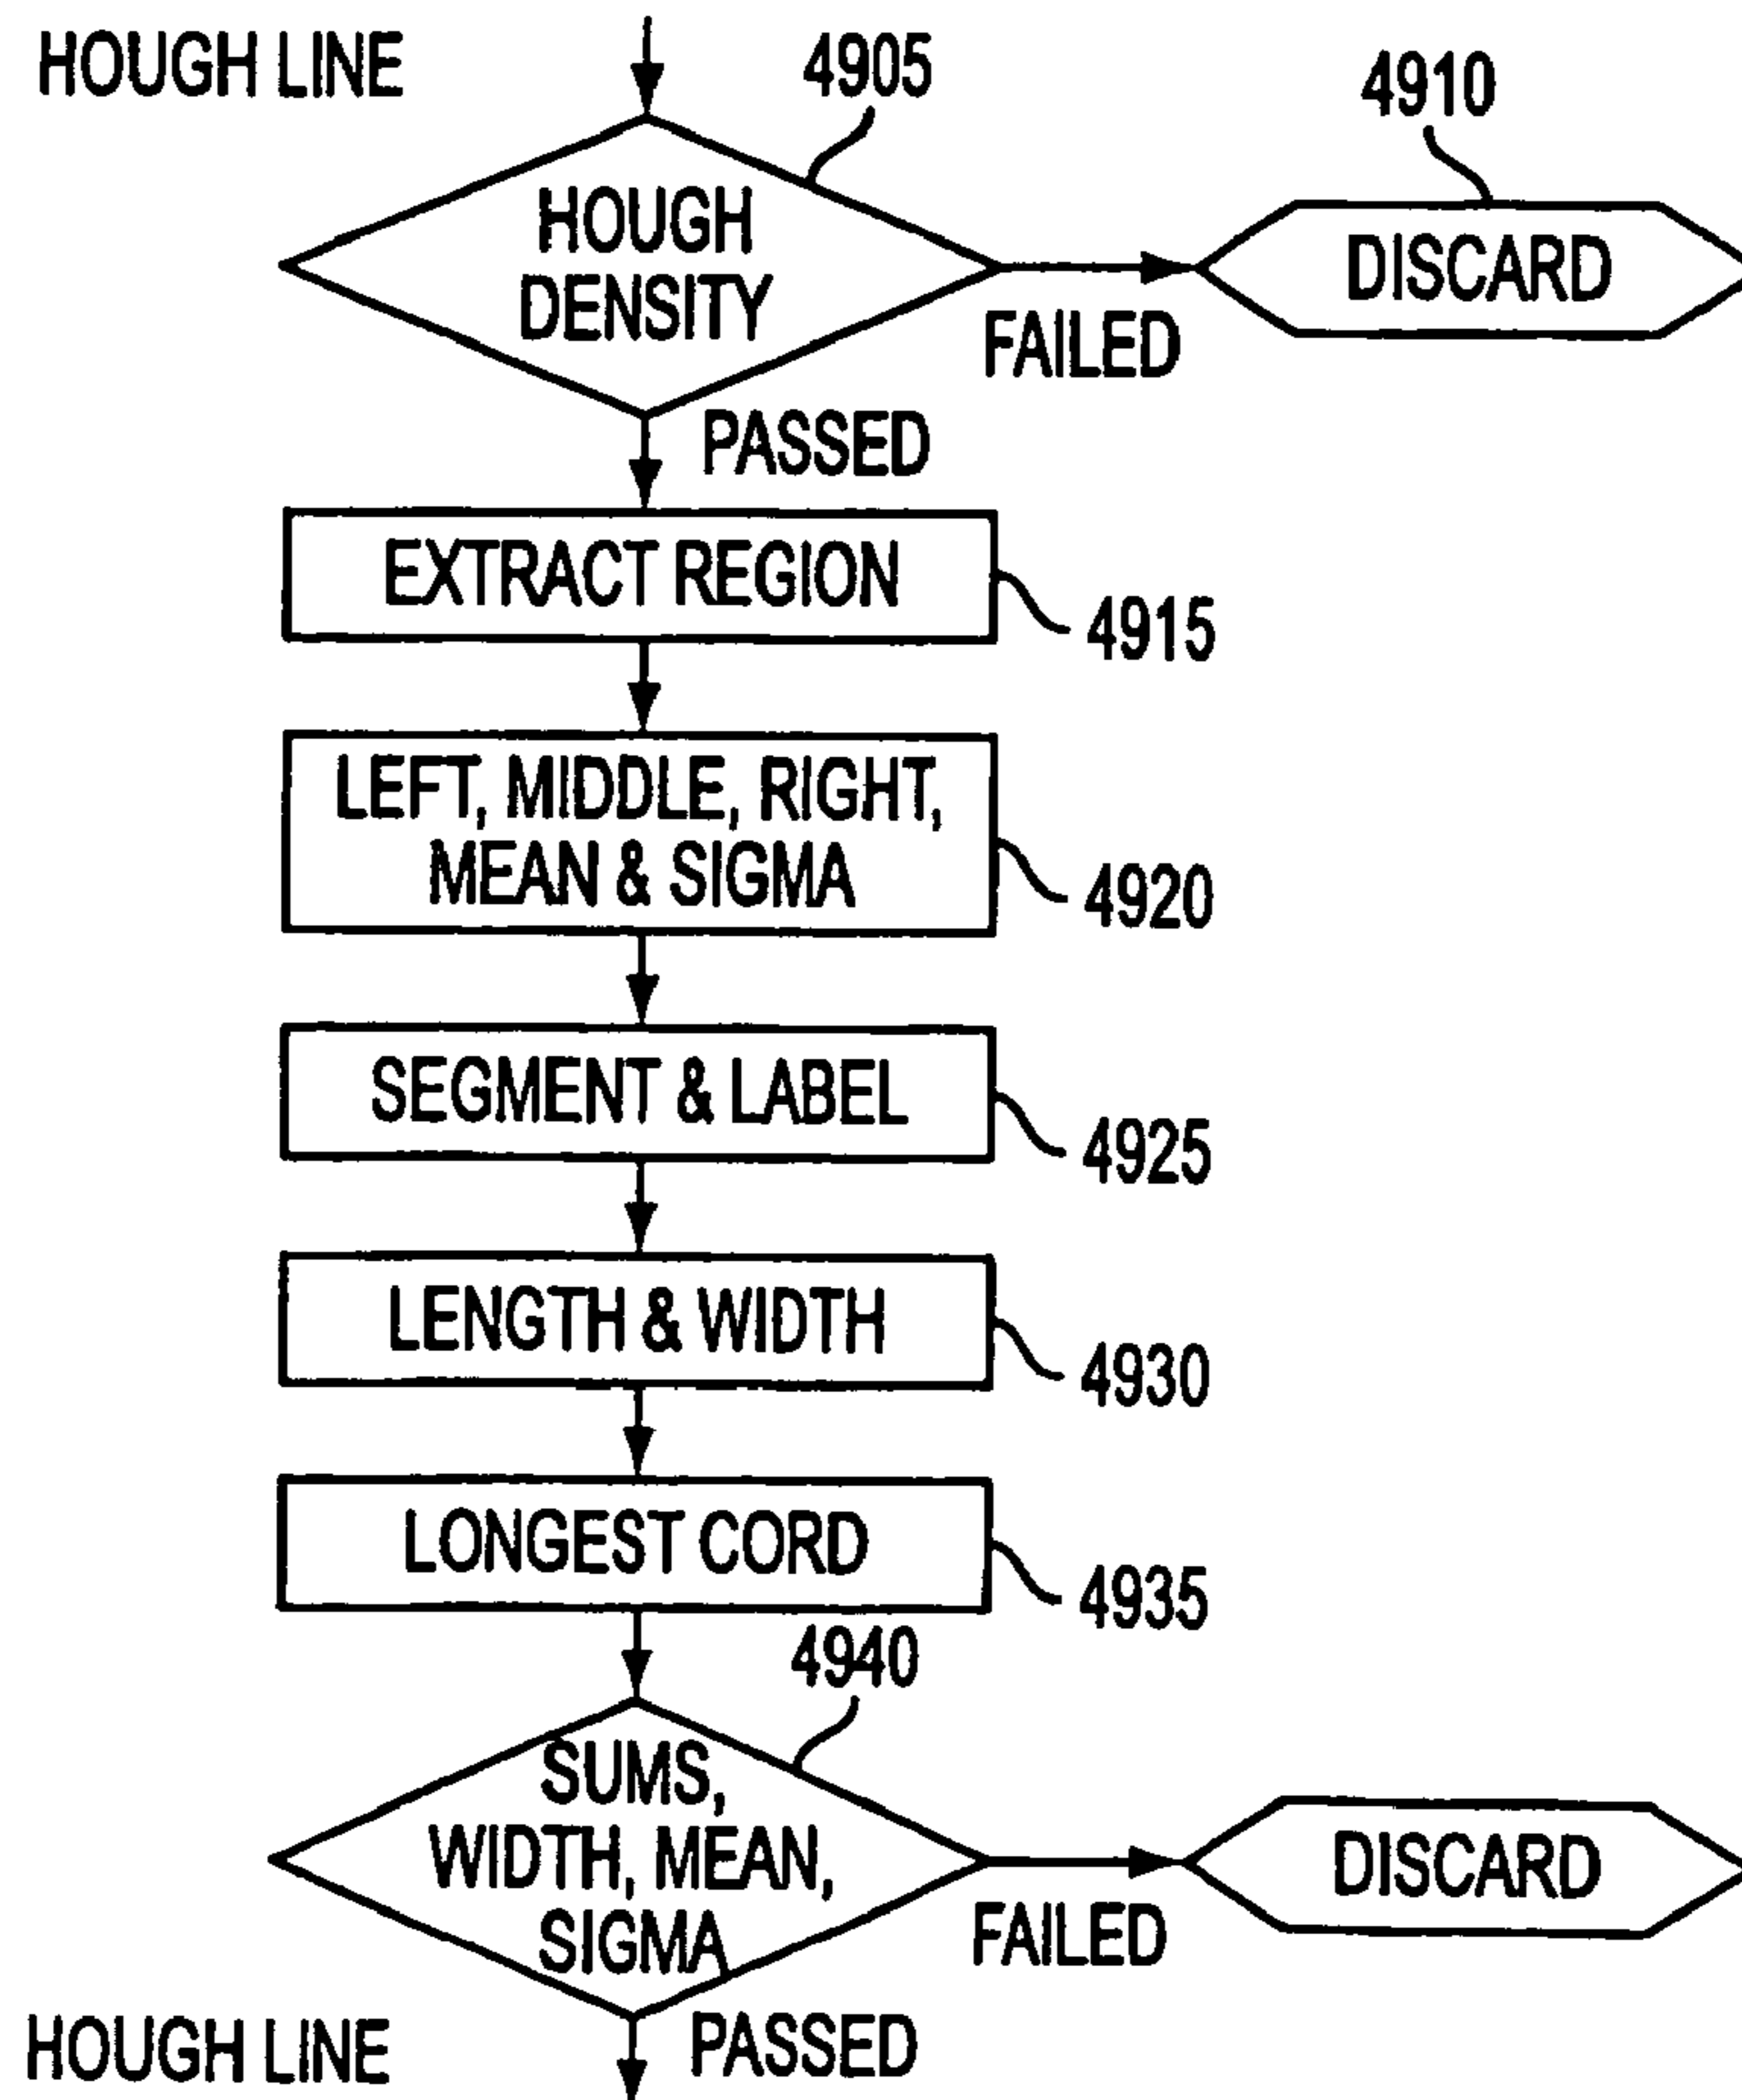 HOUGH LINE
4905
4910
HOUGH
DENSITY
DISCARD
FAILED
PASSED
EXTRACT REGION
4915
LEFT, MIDDLE, RIGHT,
MEAN & SIGMA
4920
SEGMENT & LABEL
4925
LENGTH & WIDTH
4930
LONGEST CORD
4935
4940
SUMS,
WIDTH, MEAN,
SIGMA
DISCARD
FAILED
HOUGH LINE
PASSED